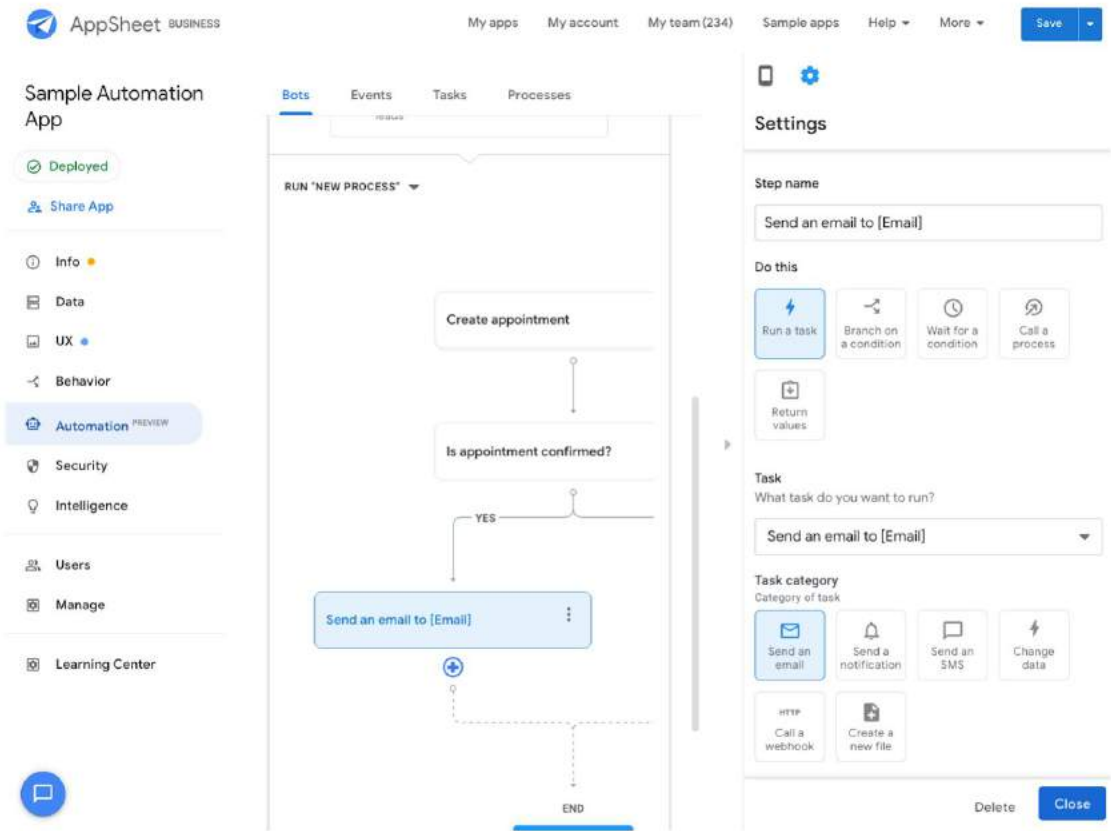 AppSheet BUSINESS
My apps
My account
My team (234)
Sample apps
Help
More
Save
Sample Automation
App
Deployed
Share App
Info
Data
UX
Behavior
Automation PREVIEW
Security
Intelligence
Users
Manage
Learning Center
Bots
Events
Tasks
Processes
RUN "NEW PROCESS"
Create appointment
Is appointment confirmed?
YES
Send an email to [Email]
END
Settings
Step name
Send an email to [Email]
Do this
Run a task
Branch on
a condition
Wait for a
condition
Call a
process
Return
values
Task
What task do you want to run?
Send an email to [Email]
Task category
Category of task
Send an
email
Send a
notification
Send an
SMS
Change
data
HTTP
Call a
webhook
Create a
new file
Delete
Close